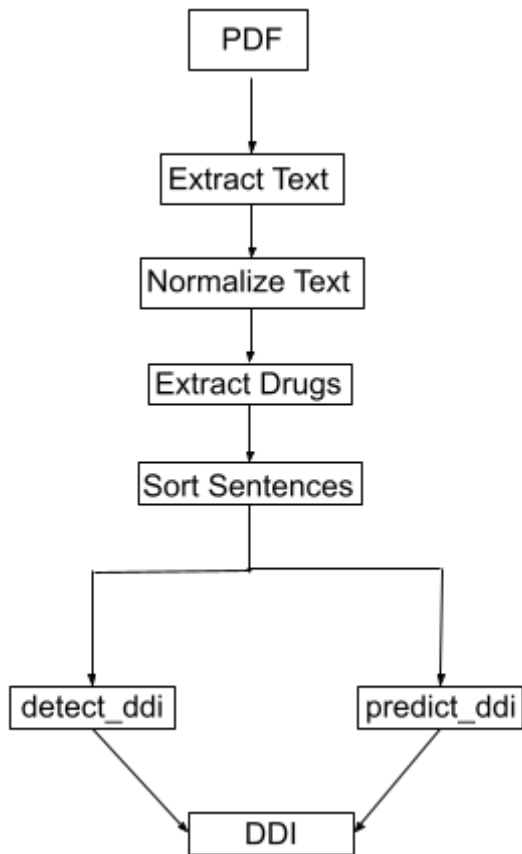 PDF
Extract Text
Normalize Text
Extract Drugs
Sort Sentences
detect_ddi
predict_ddi
DDI